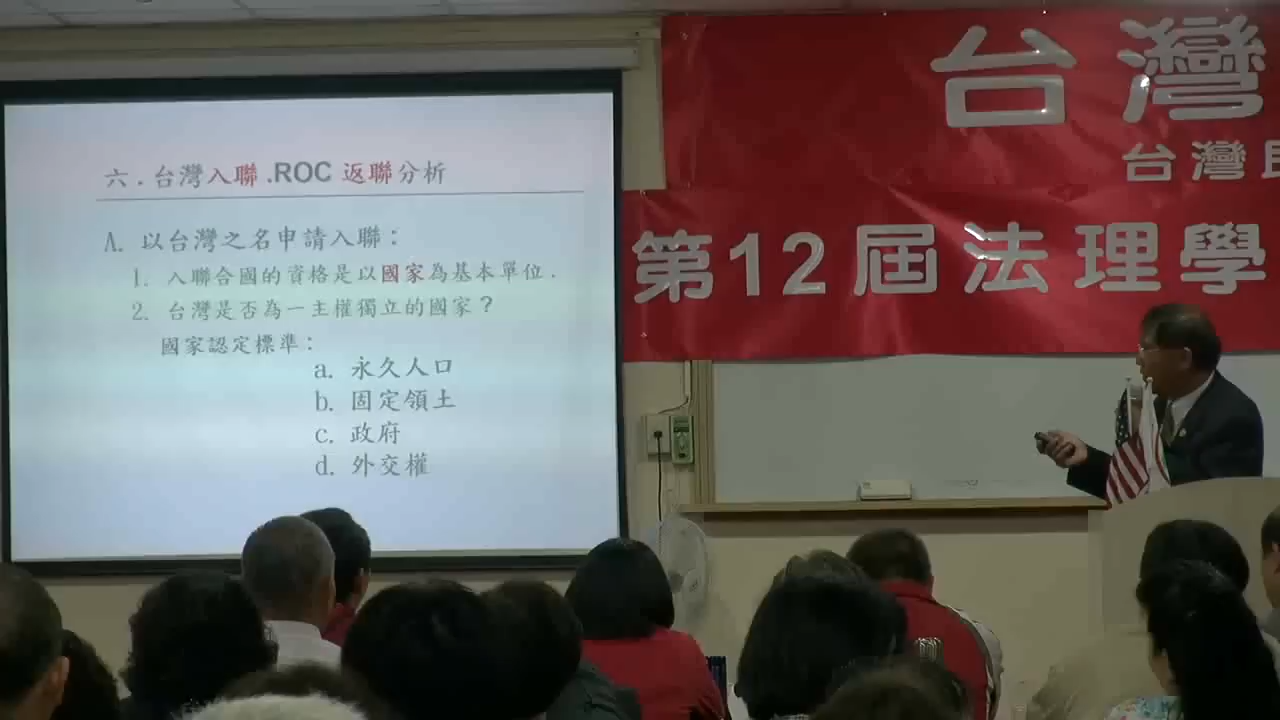 六.台灣入聯.ROC 返聯分析
A. 以台灣之名申請入聯：
1. 入聯合國的資格是以國家為基本單位.
2. 台灣是否為一主權獨立的國家？
國家認定標準：
a. 永久人口
b. 固定領土
c. 政府
d. 外交權
台灣
台灣
第12屆法理學